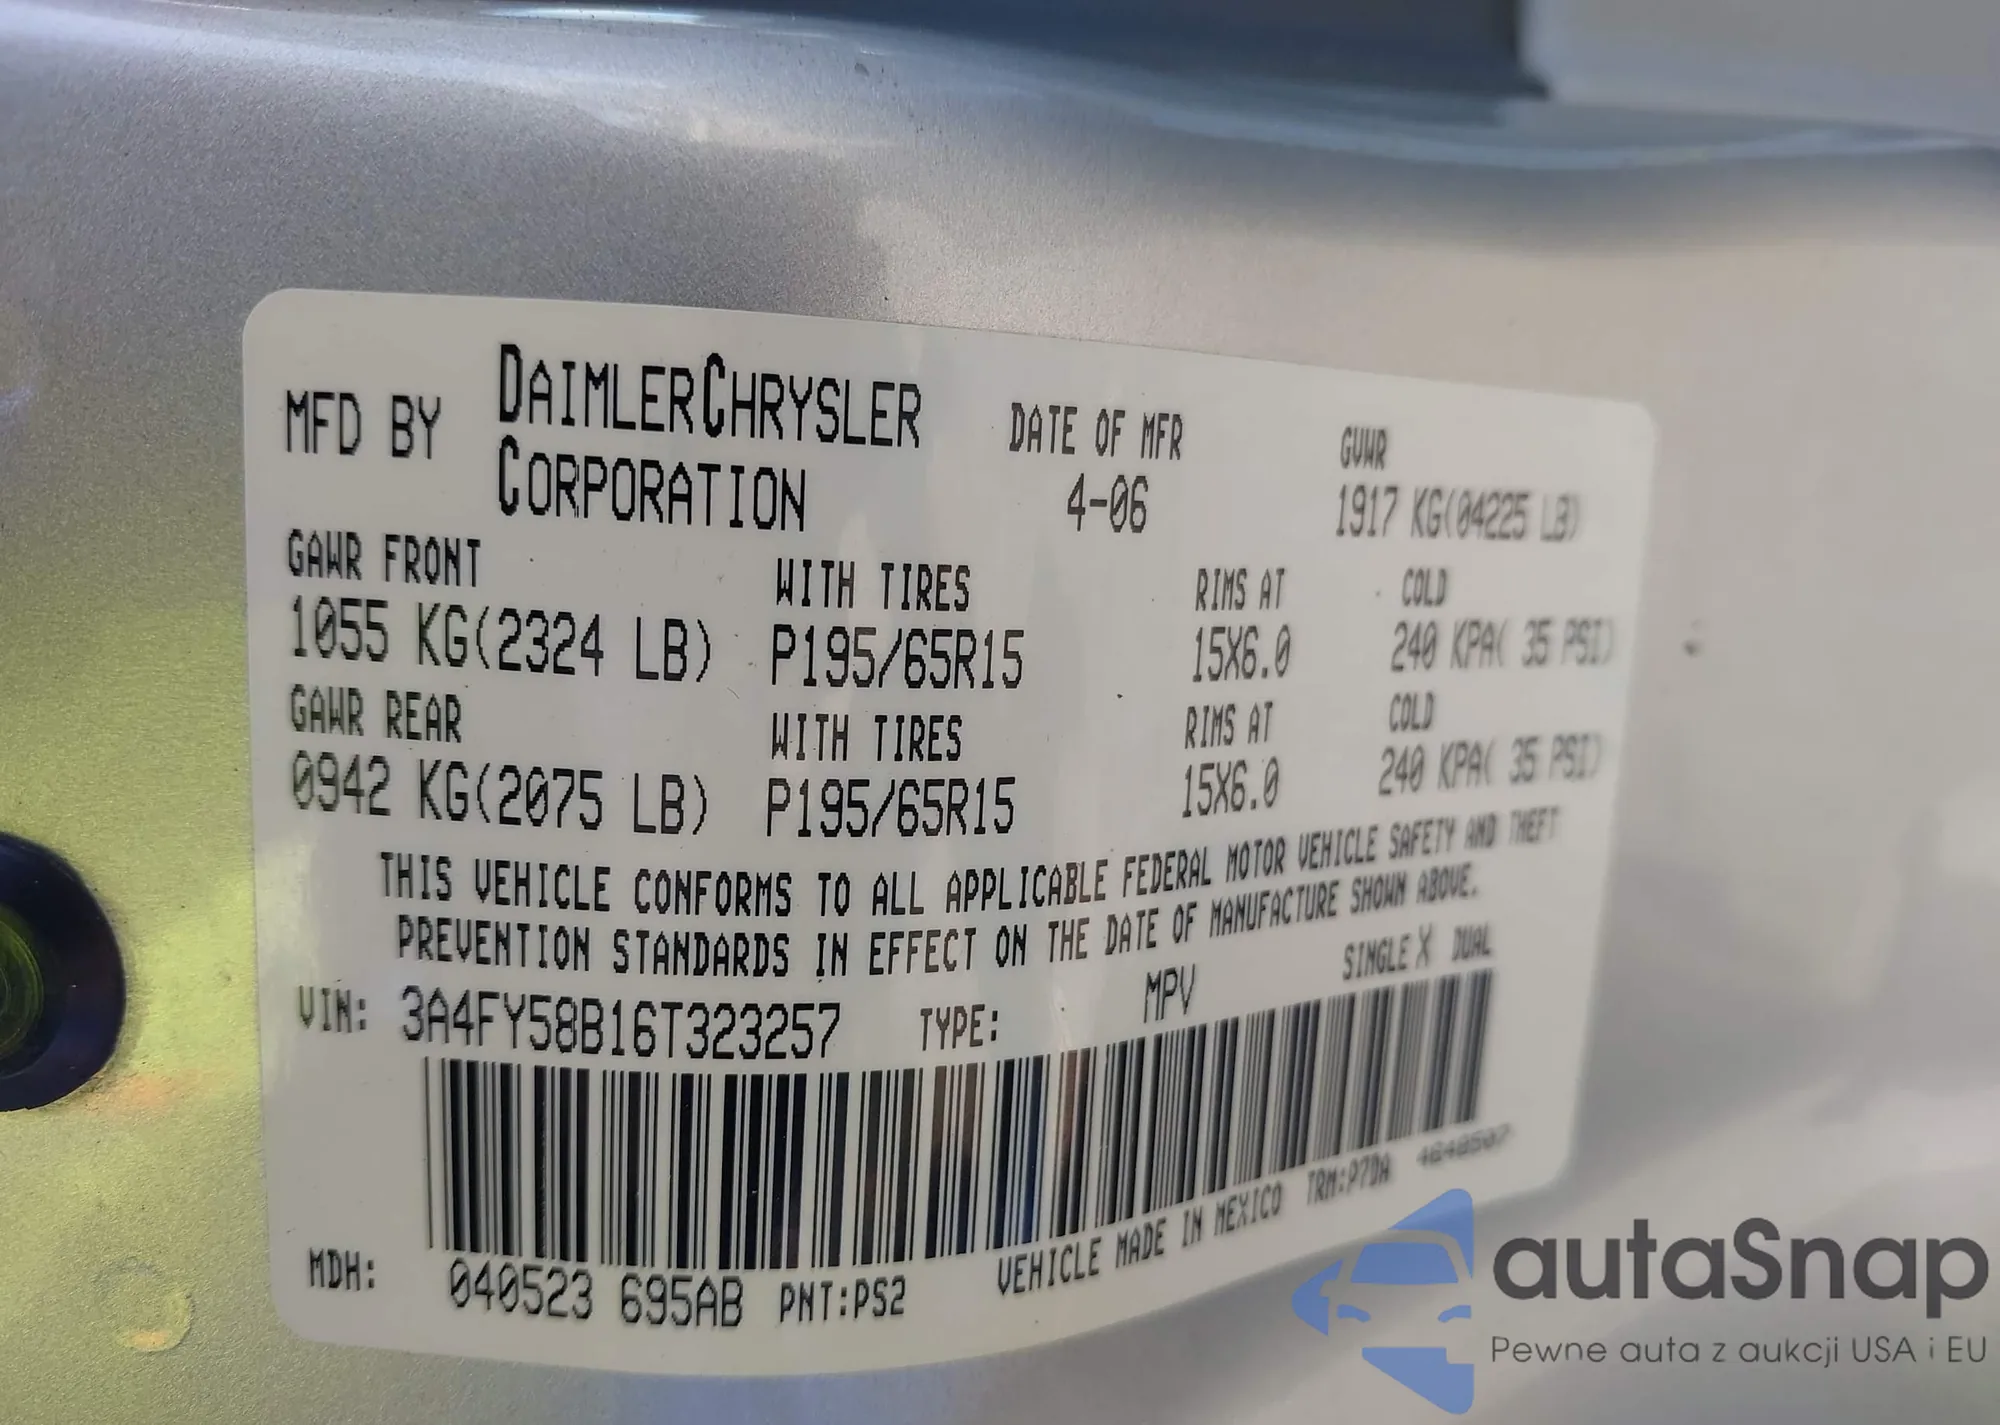 MFD BY DAIMLERCHRYSLER CORPORATION
DATE OF MFR
4-06
GVWR
1917 KG(04225 LB)
GAWR FRONT WITH TIRES RIMS AT COLD
1055 KG(2324 LB) P195/65R15 15X6.0 240 KPA( 35 PSI)
GAWR REAR WITH TIRES RIMS AT COLD
0942 KG(2075 LB) P195/65R15 15X6.0 240 KPA( 35 PSI)
THIS VEHICLE CONFORMS TO ALL APPLICABLE FEDERAL MOTOR VEHICLE SAFETY AND THEFT
PREVENTION STANDARDS IN EFFECT ON THE DATE OF MANUFACTURE SHOWN ABOVE.
VIN: 3A4FY58B16T323257 TYPE: MPV SINGLE X DUAL
MDH: 040523 695AB PNT:PS2 VEHICLE MADE IN MEXICO TRM:P7DA
autaSnap
Pewne auta z aukcji USA i EU